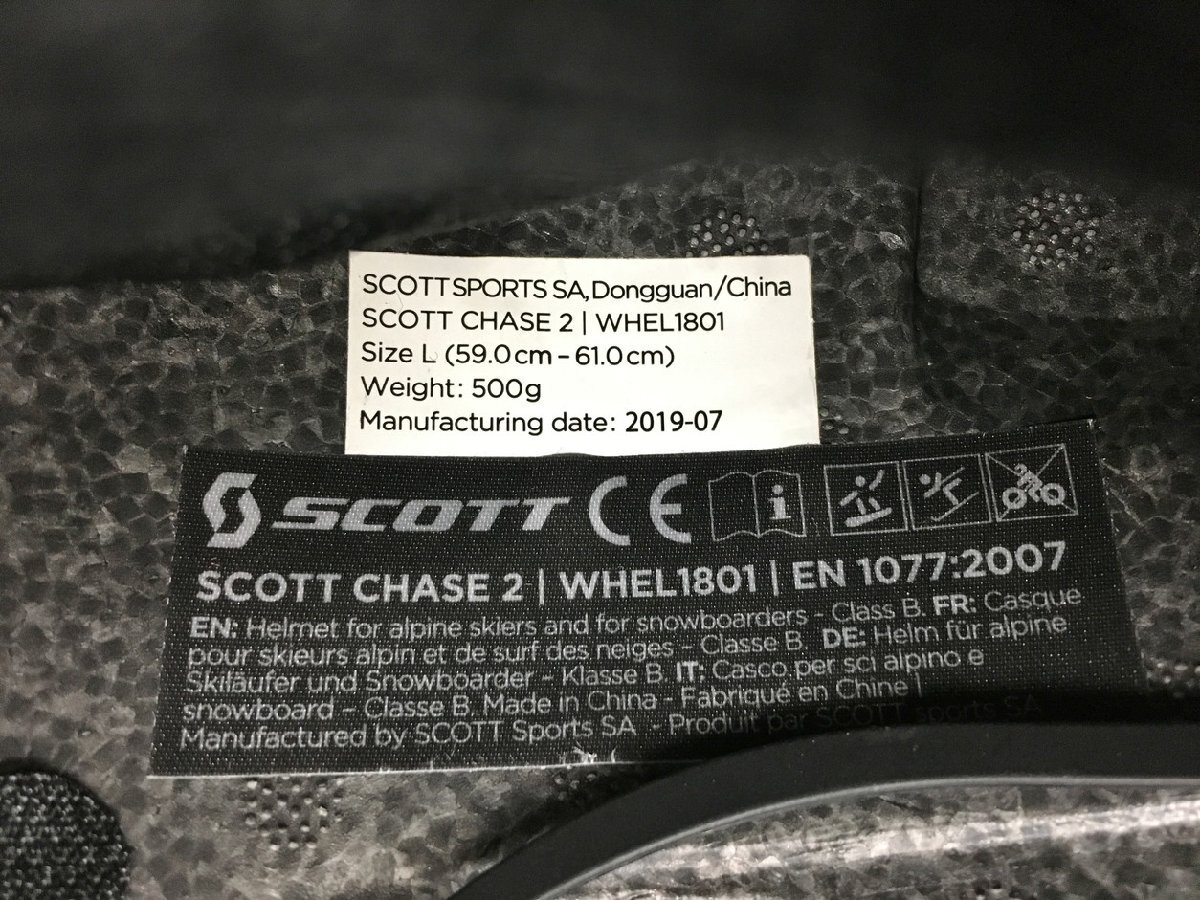 SCOTT SPORTS SA, Dongguan/China
SCOTT CHASE 2 | WHEL1801
Size L (59.0cm – 61.0cm)
Weight: 500g
Manufacturing date: 2019-07
SCOTT CE i
SCOTT CHASE 2 | WHEL1801 | EN 1077:2007
EN: Helmet for alpine skiers and for snowboarders - Class B. FR: Casque
pour skieurs alpin et de surf des neiges - Classe B. DE: Helm für alpine
Skiläufer und Snowboarder - Klasse B. IT: Casco per sci alpino e
snowboard - Classe B. Made in China - Fabriqué en Chine |
Manufactured by SCOTT Sports SA - Produit par SCOTT sports SA